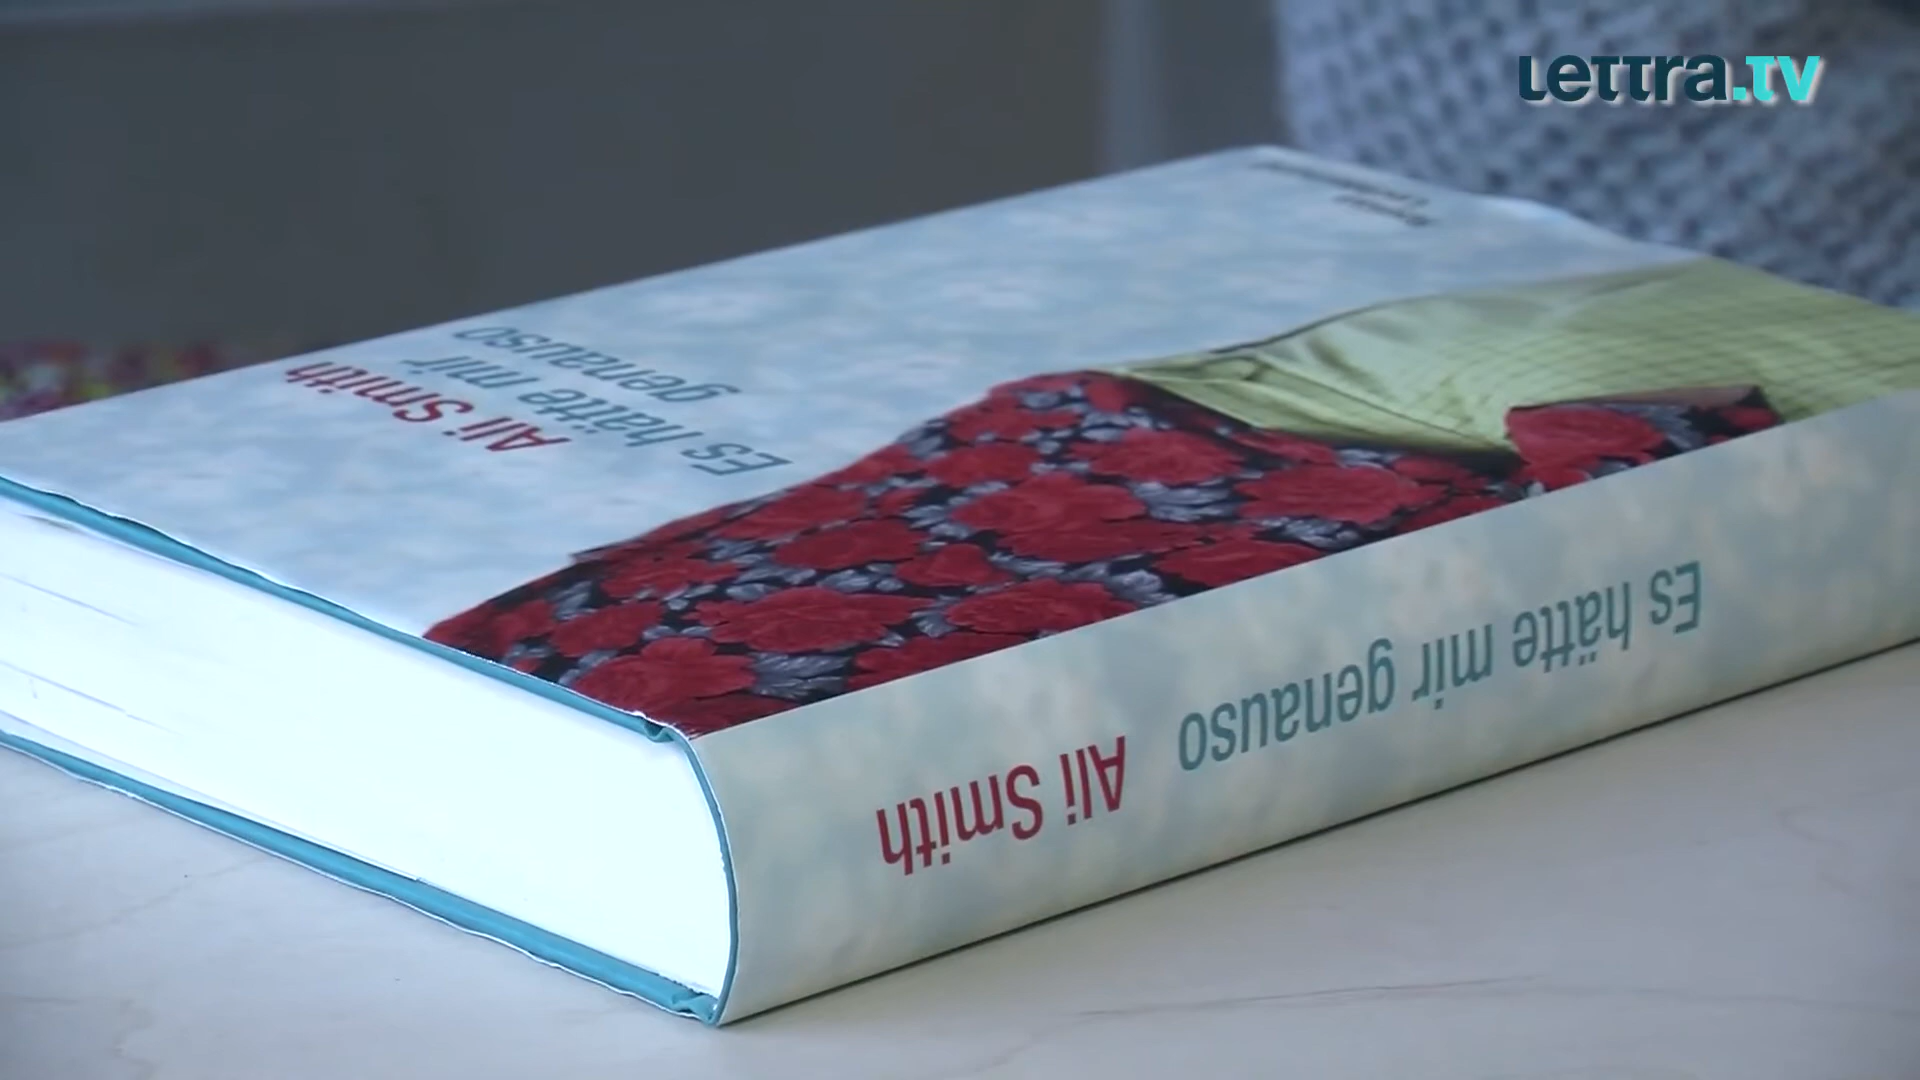 Lettra.TV
Ali Smith
Es hätte mir
genauso
Ali Smith Es hätte mir genauso